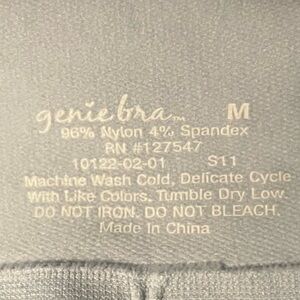 genie bra™ M
96% Nylon 4% Spandex
RN #127547
10122-02-01 S11
Machine Wash Cold, Delicate Cycle
With Like Colors, Tumble Dry Low
DO NOT IRON. DO NOT BLEACH.
Made in China